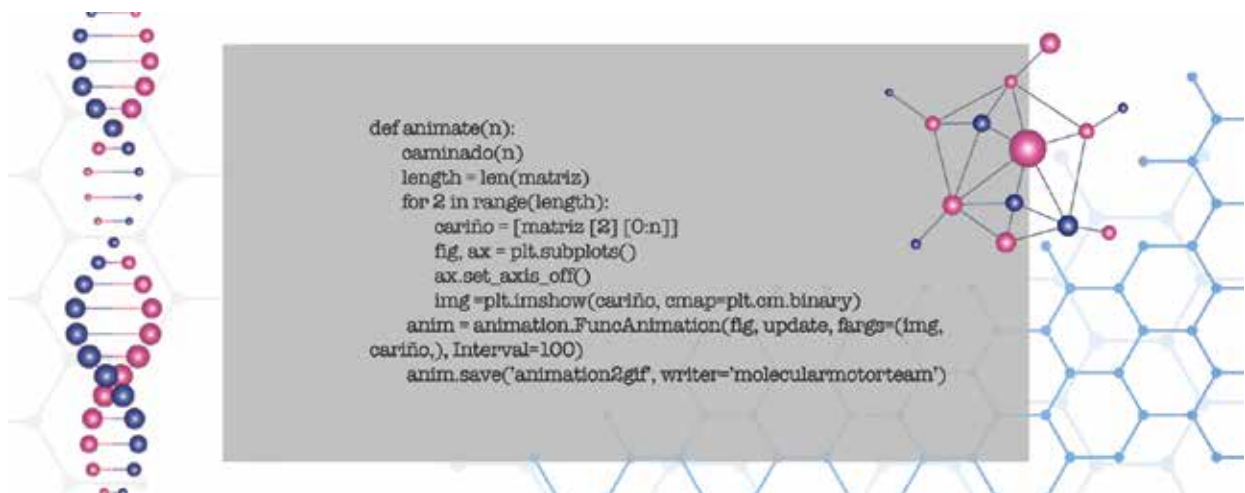 def animate(n):
caminado(n)
length = len(matriz)
for 2 in range(length):
cariño = [matriz [2] [0:n]]
fig, ax = plt.subplots()
ax.set_axis_off()
img =plt.imshow(cariño, cmap=plt.cm.binary)
anim = animation.FuncAnimation(fig, update, fargs=(img,
cariño,), Interval=100)
anim.save('animation2gif', writer='molecularmotorteam')